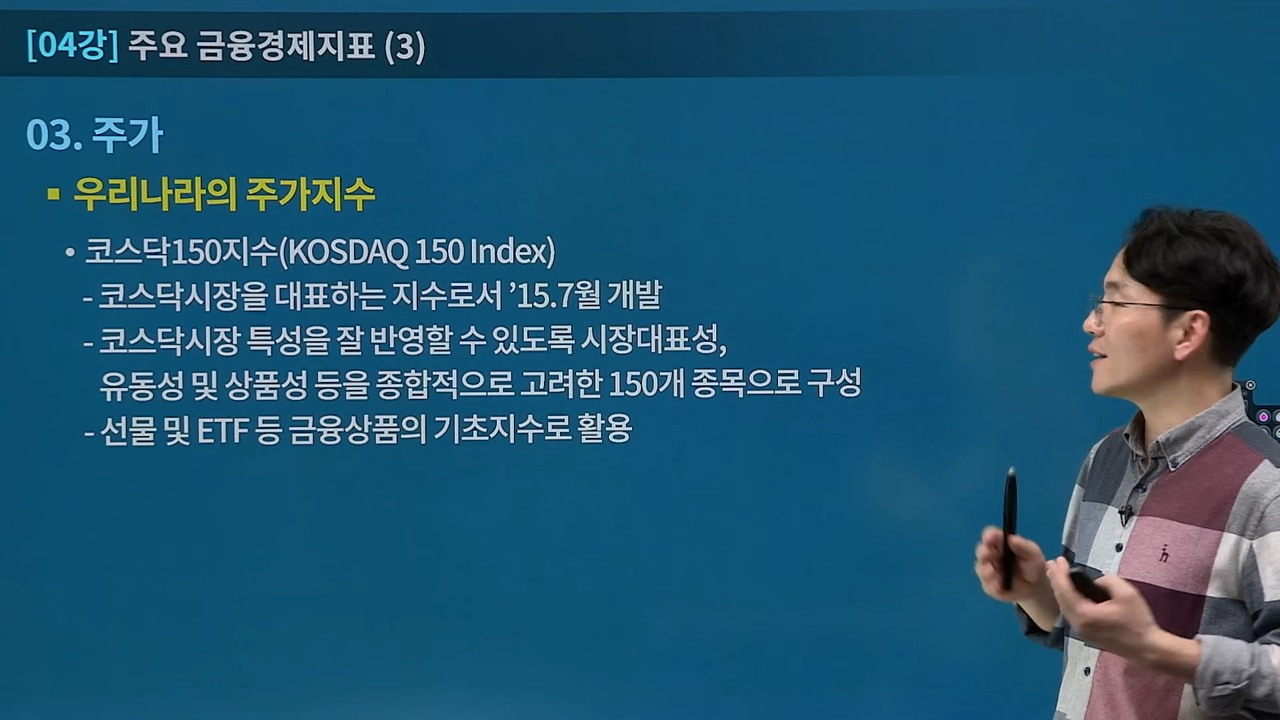 [04강] 주요 금융경제지표 (3)
03. 주가
▪ 우리나라의 주가지수
• 코스닥150지수(KOSDAQ 150 Index)
- 코스닥시장을 대표하는 지수로서 ’15.7월 개발
- 코스닥시장 특성을 잘 반영할 수 있도록 시장대표성,
유동성 및 상품성 등을 종합적으로 고려한 150개 종목으로 구성
- 선물 및 ETF 등 금융상품의 기초지수로 활용